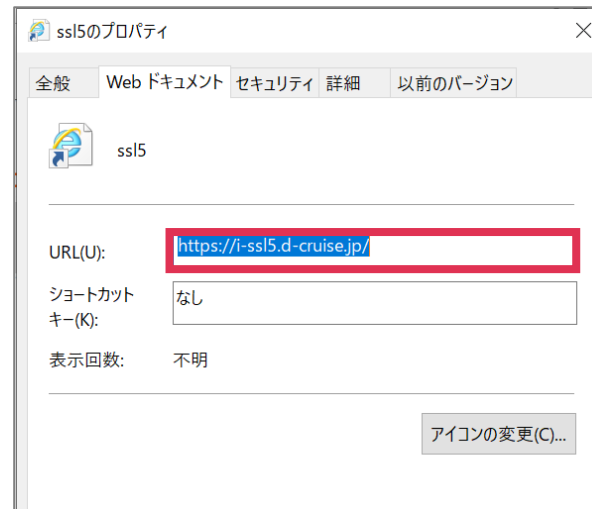 ssl5のプロパティ
全般 Web ドキュメント セキュリティ 詳細 以前のバージョン
ssl5
URL(U): https://i-ssl5.d-cruise.jp/
ショートカット
キー(K): なし
表示回数: 不明
アイコンの変更(C)...